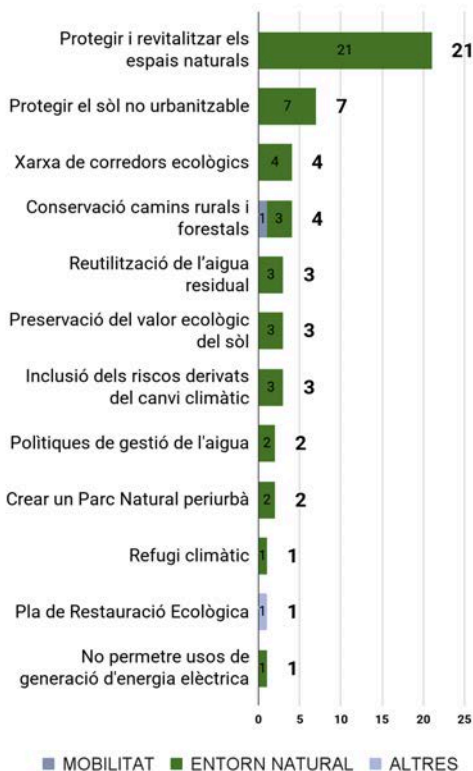 Protegir i revitalitzar els
espais naturals
21
21
Protegir el sòl no urbanitzable
7
7
Xarxa de corredors ecològics
4
4
Conservació camins rurals i
forestals
1
3
4
Reutilització de l'aigua
residual
3
3
Preservació del valor ecològic
del sòl
3
3
Inclusió dels riscos derivats
del canvi climàtic
3
3
Polìtiques de gestió de l'aigua
2
2
Crear un Parc Natural periurbà
2
2
Refugi climàtic
1
1
Pla de Restauració Ecològica
1
1
No permetre usos de
generació d'energia elèctrica
1
1
0 5 10 15 20 25
MOBILITAT ENTORN NATURAL ALTRES